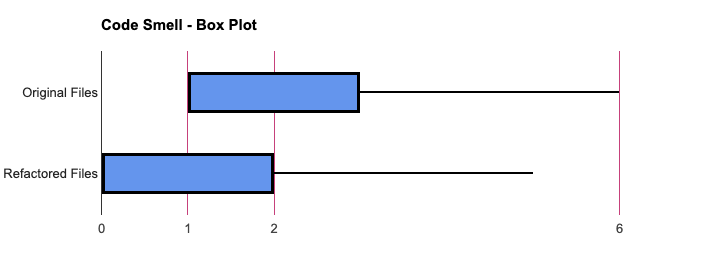 Code Smell - Box Plot
Original Files
Refactored Files
0 1 2 6